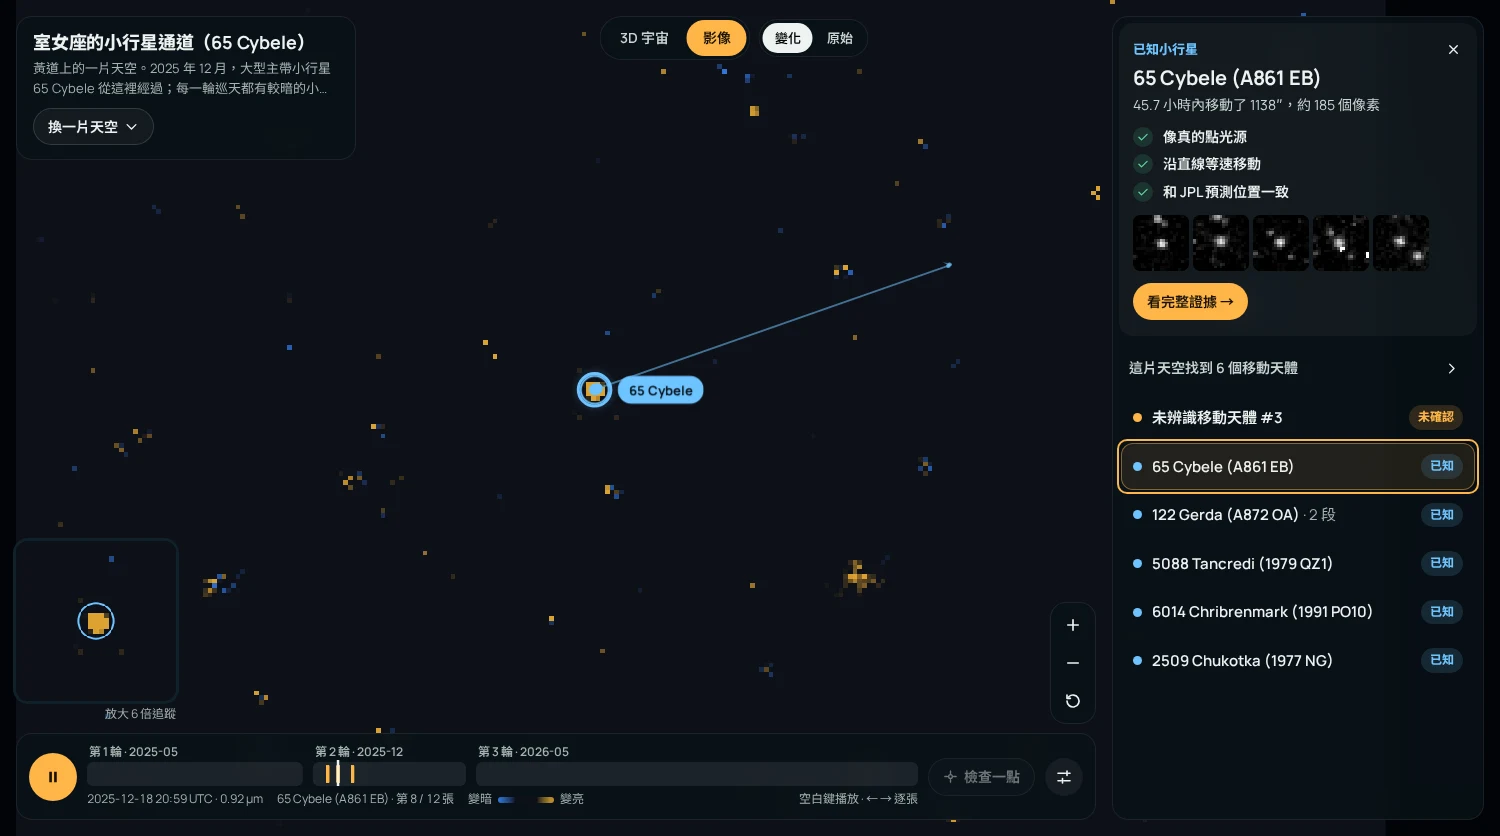 室女座的小行星通道（65 Cybele）
黃道上的一片天空。2025 年 12 月，大型主帶小行星
65 Cybele 從這裡經過；每一輪巡天都有較暗的小…
換一片天空
3D 宇宙
影像
變化
原始
已知小行星
65 Cybele (A861 EB)
45.7 小時內移動了 1138″，約 185 個像素
像真的點光源
沿直線等速移動
和 JPL 預測位置一致
看完整證據 →
這片天空找到 6 個移動天體
未辨識移動天體 #3
未確認
65 Cybele (A861 EB)
已知
122 Gerda (A872 OA) · 2 段
已知
5088 Tancredi (1979 QZ1)
已知
6014 Chribrenmark (1991 PO10)
已知
2509 Chukotka (1977 NG)
已知
65 Cybele
放大 6 倍追蹤
第 1 輪 · 2025-05
第 2 輪 · 2025-12
第 3 輪 · 2026-05
2025-12-18 20:59 UTC · 0.92 µm
65 Cybele (A861 EB) · 第 8 / 12 張
變暗
變亮
空白鍵播放 · ← → 逐張
檢查一點